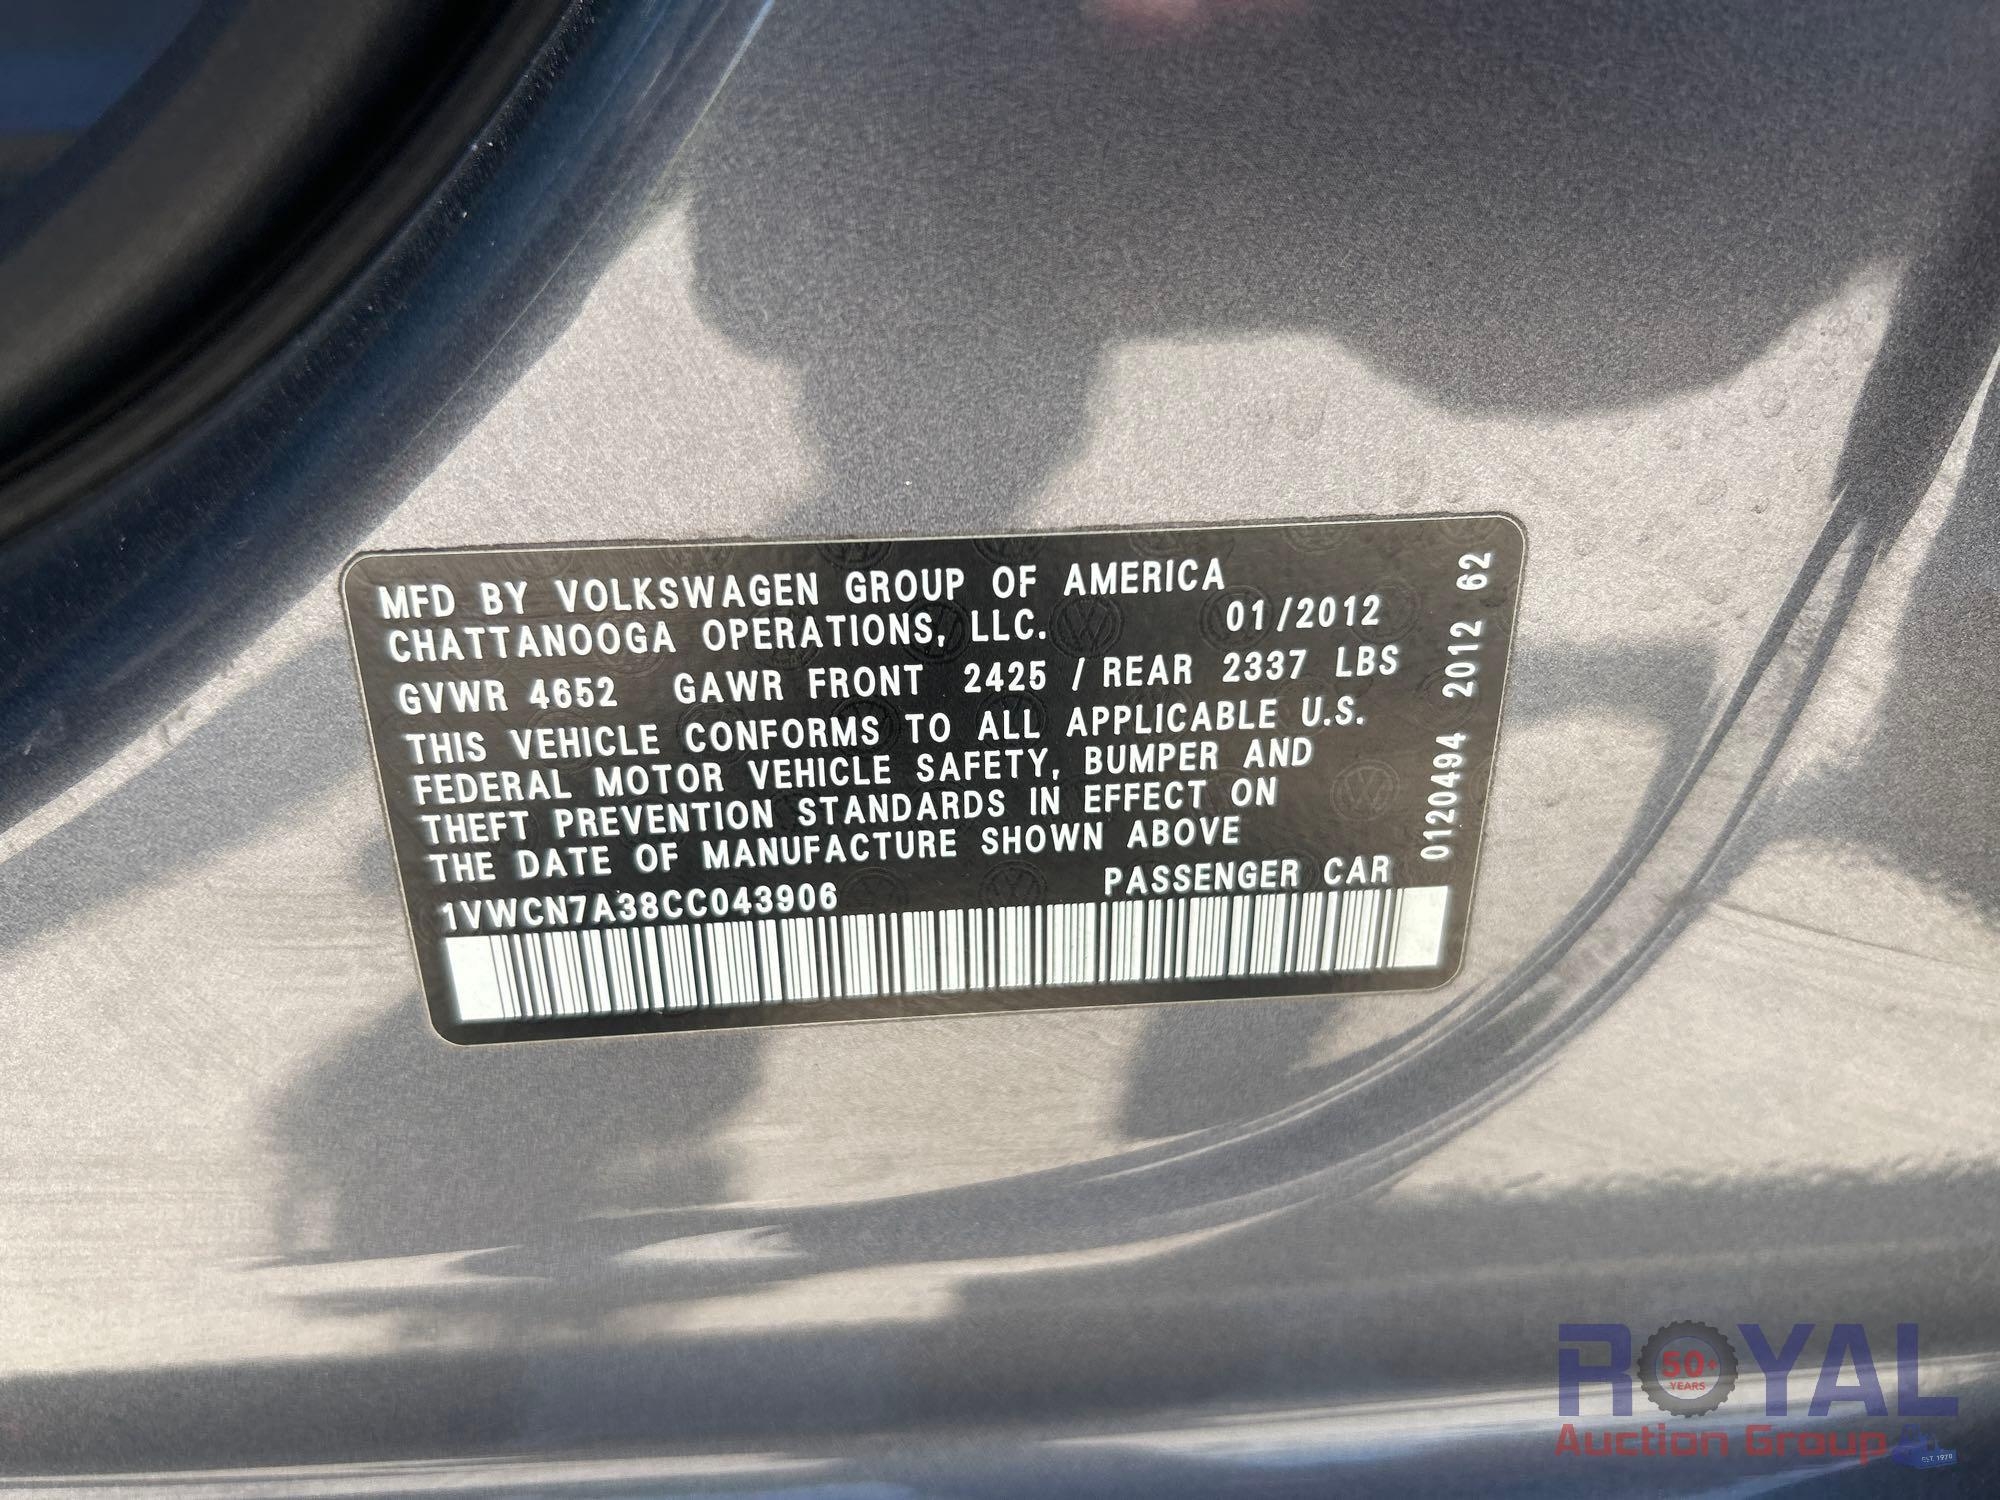 MFD BY VOLKSWAGEN GROUP OF AMERICA
CHATTANOOGA OPERATIONS, LLC. 01/2012
GVWR 4652 GAWR FRONT 2425 / REAR 2337 LBS
THIS VEHICLE CONFORMS TO ALL APPLICABLE U.S.
FEDERAL MOTOR VEHICLE SAFETY, BUMPER AND
THEFT PREVENTION STANDARDS IN EFFECT ON
THE DATE OF MANUFACTURE SHOWN ABOVE
1VWCN7A38CC043906 PASSENGER CAR
0120494 2012 62
ROYAL
50+
YEARS
Auction Group
EST. 1970